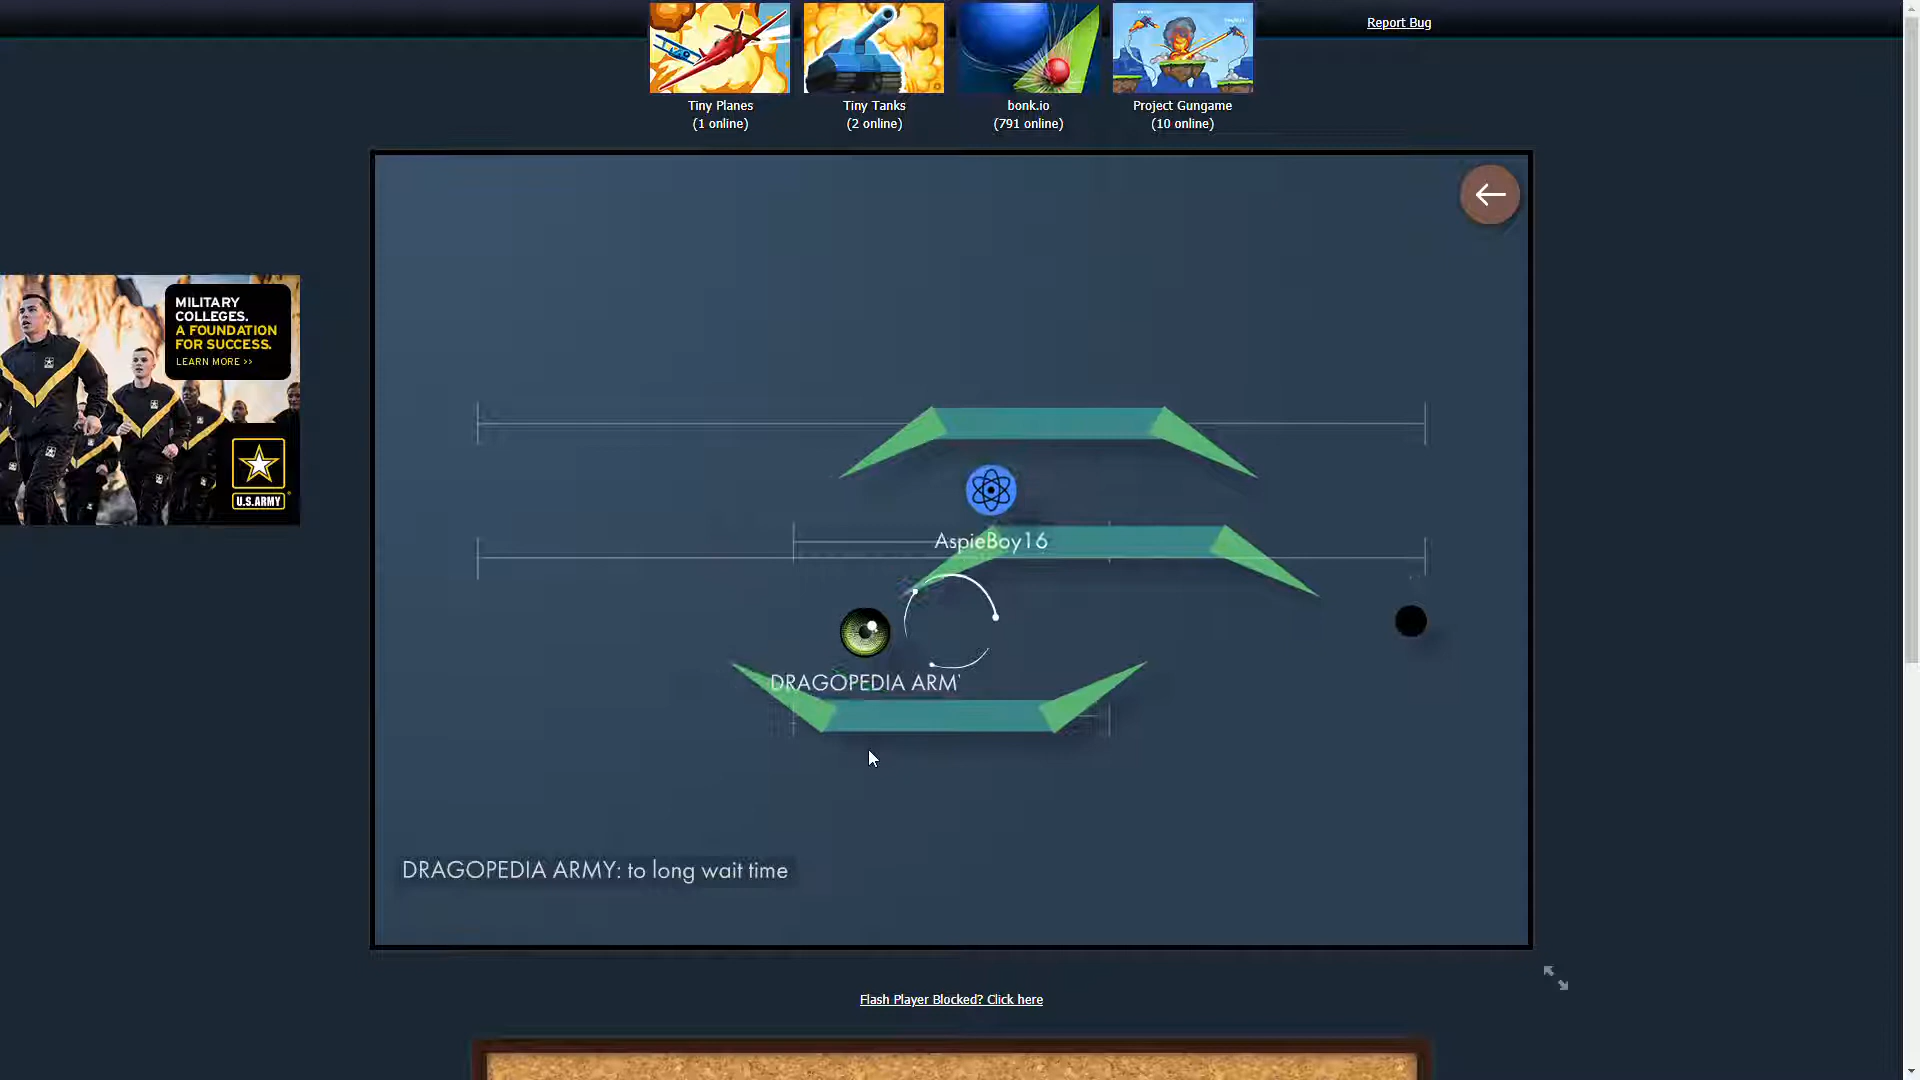 Report Bug
Tiny Planes
(1 online)
Tiny Tanks
(2 online)
bonk.io
(791 online)
Project Gungame
(10 online)
MILITARY
COLLEGES.
A FOUNDATION
FOR SUCCESS.
LEARN MORE >>
U.S.ARMY
AspieBoy16
DRAGOPEDIA ARM
DRAGOPEDIA ARMY: to long wait time
Flash Player Blocked? Click here